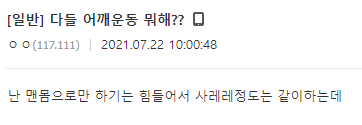 [일반] 다들 어깨운동 뭐해??
ㅇㅇ(117.111) 2021.07.22 10:00:48
난 맨몸으로만 하기는 힘들어서 사레레정도는 같이하는데